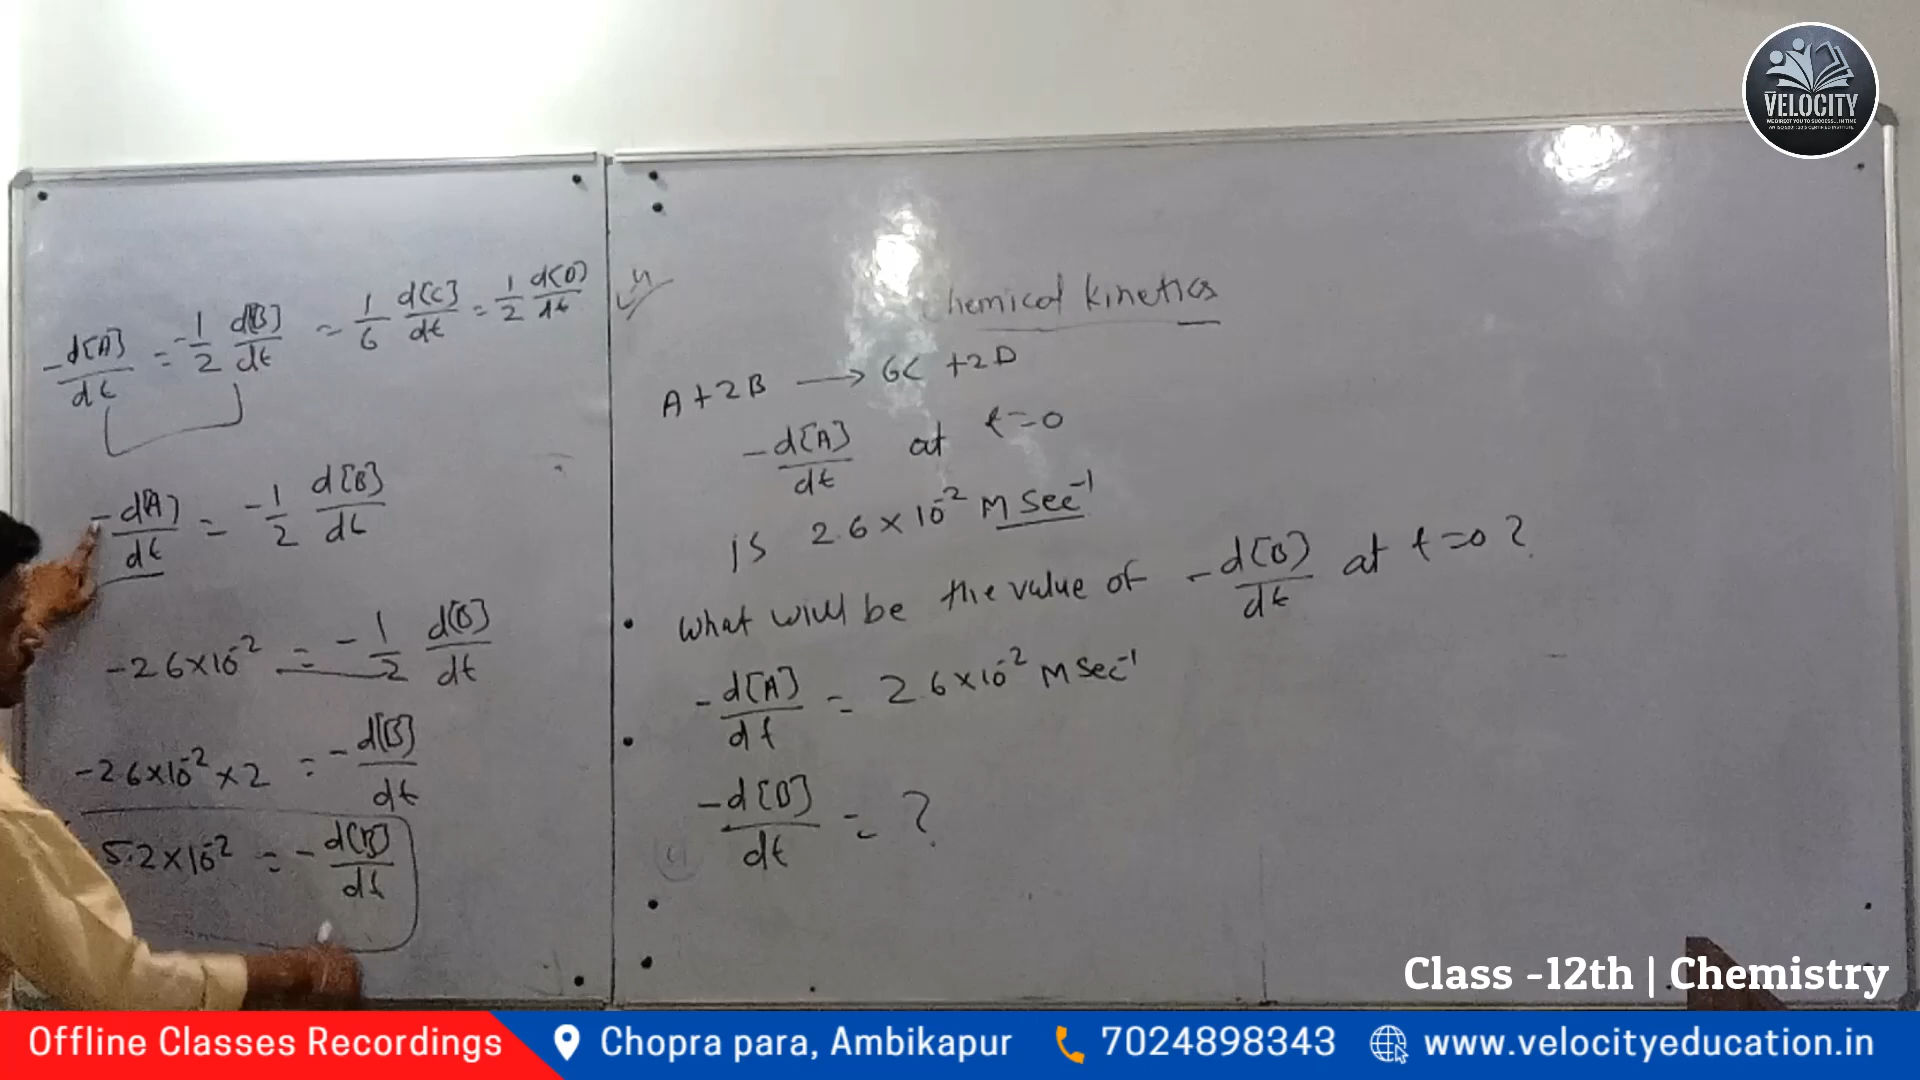 VELOCITY
-d[A]/dt = -1/2 d[B]/dt = 1/6 d[C]/dt = 1/2 d[D]/dt
-d[A]/dt = -1/2 d[B]/dt
-2.6×10⁻² = -1/2 d[B]/dt
-2.6×10⁻²×2 = -d[B]/dt
5.2×10⁻² = -d[B]/dt
Chemical kinetics
A+2B → 6C +2D
-d[A]/dt at t=0
is 2.6×10⁻² M Sec⁻¹
What will be the value of -d[B]/dt at t=0?
-d[A]/dt = 2.6×10⁻² M Sec⁻¹
-d[B]/dt = ?
Class -12th | Chemistry
Offline Classes Recordings
Chopra para, Ambikapur
7024898343
www.velocityeducation.in